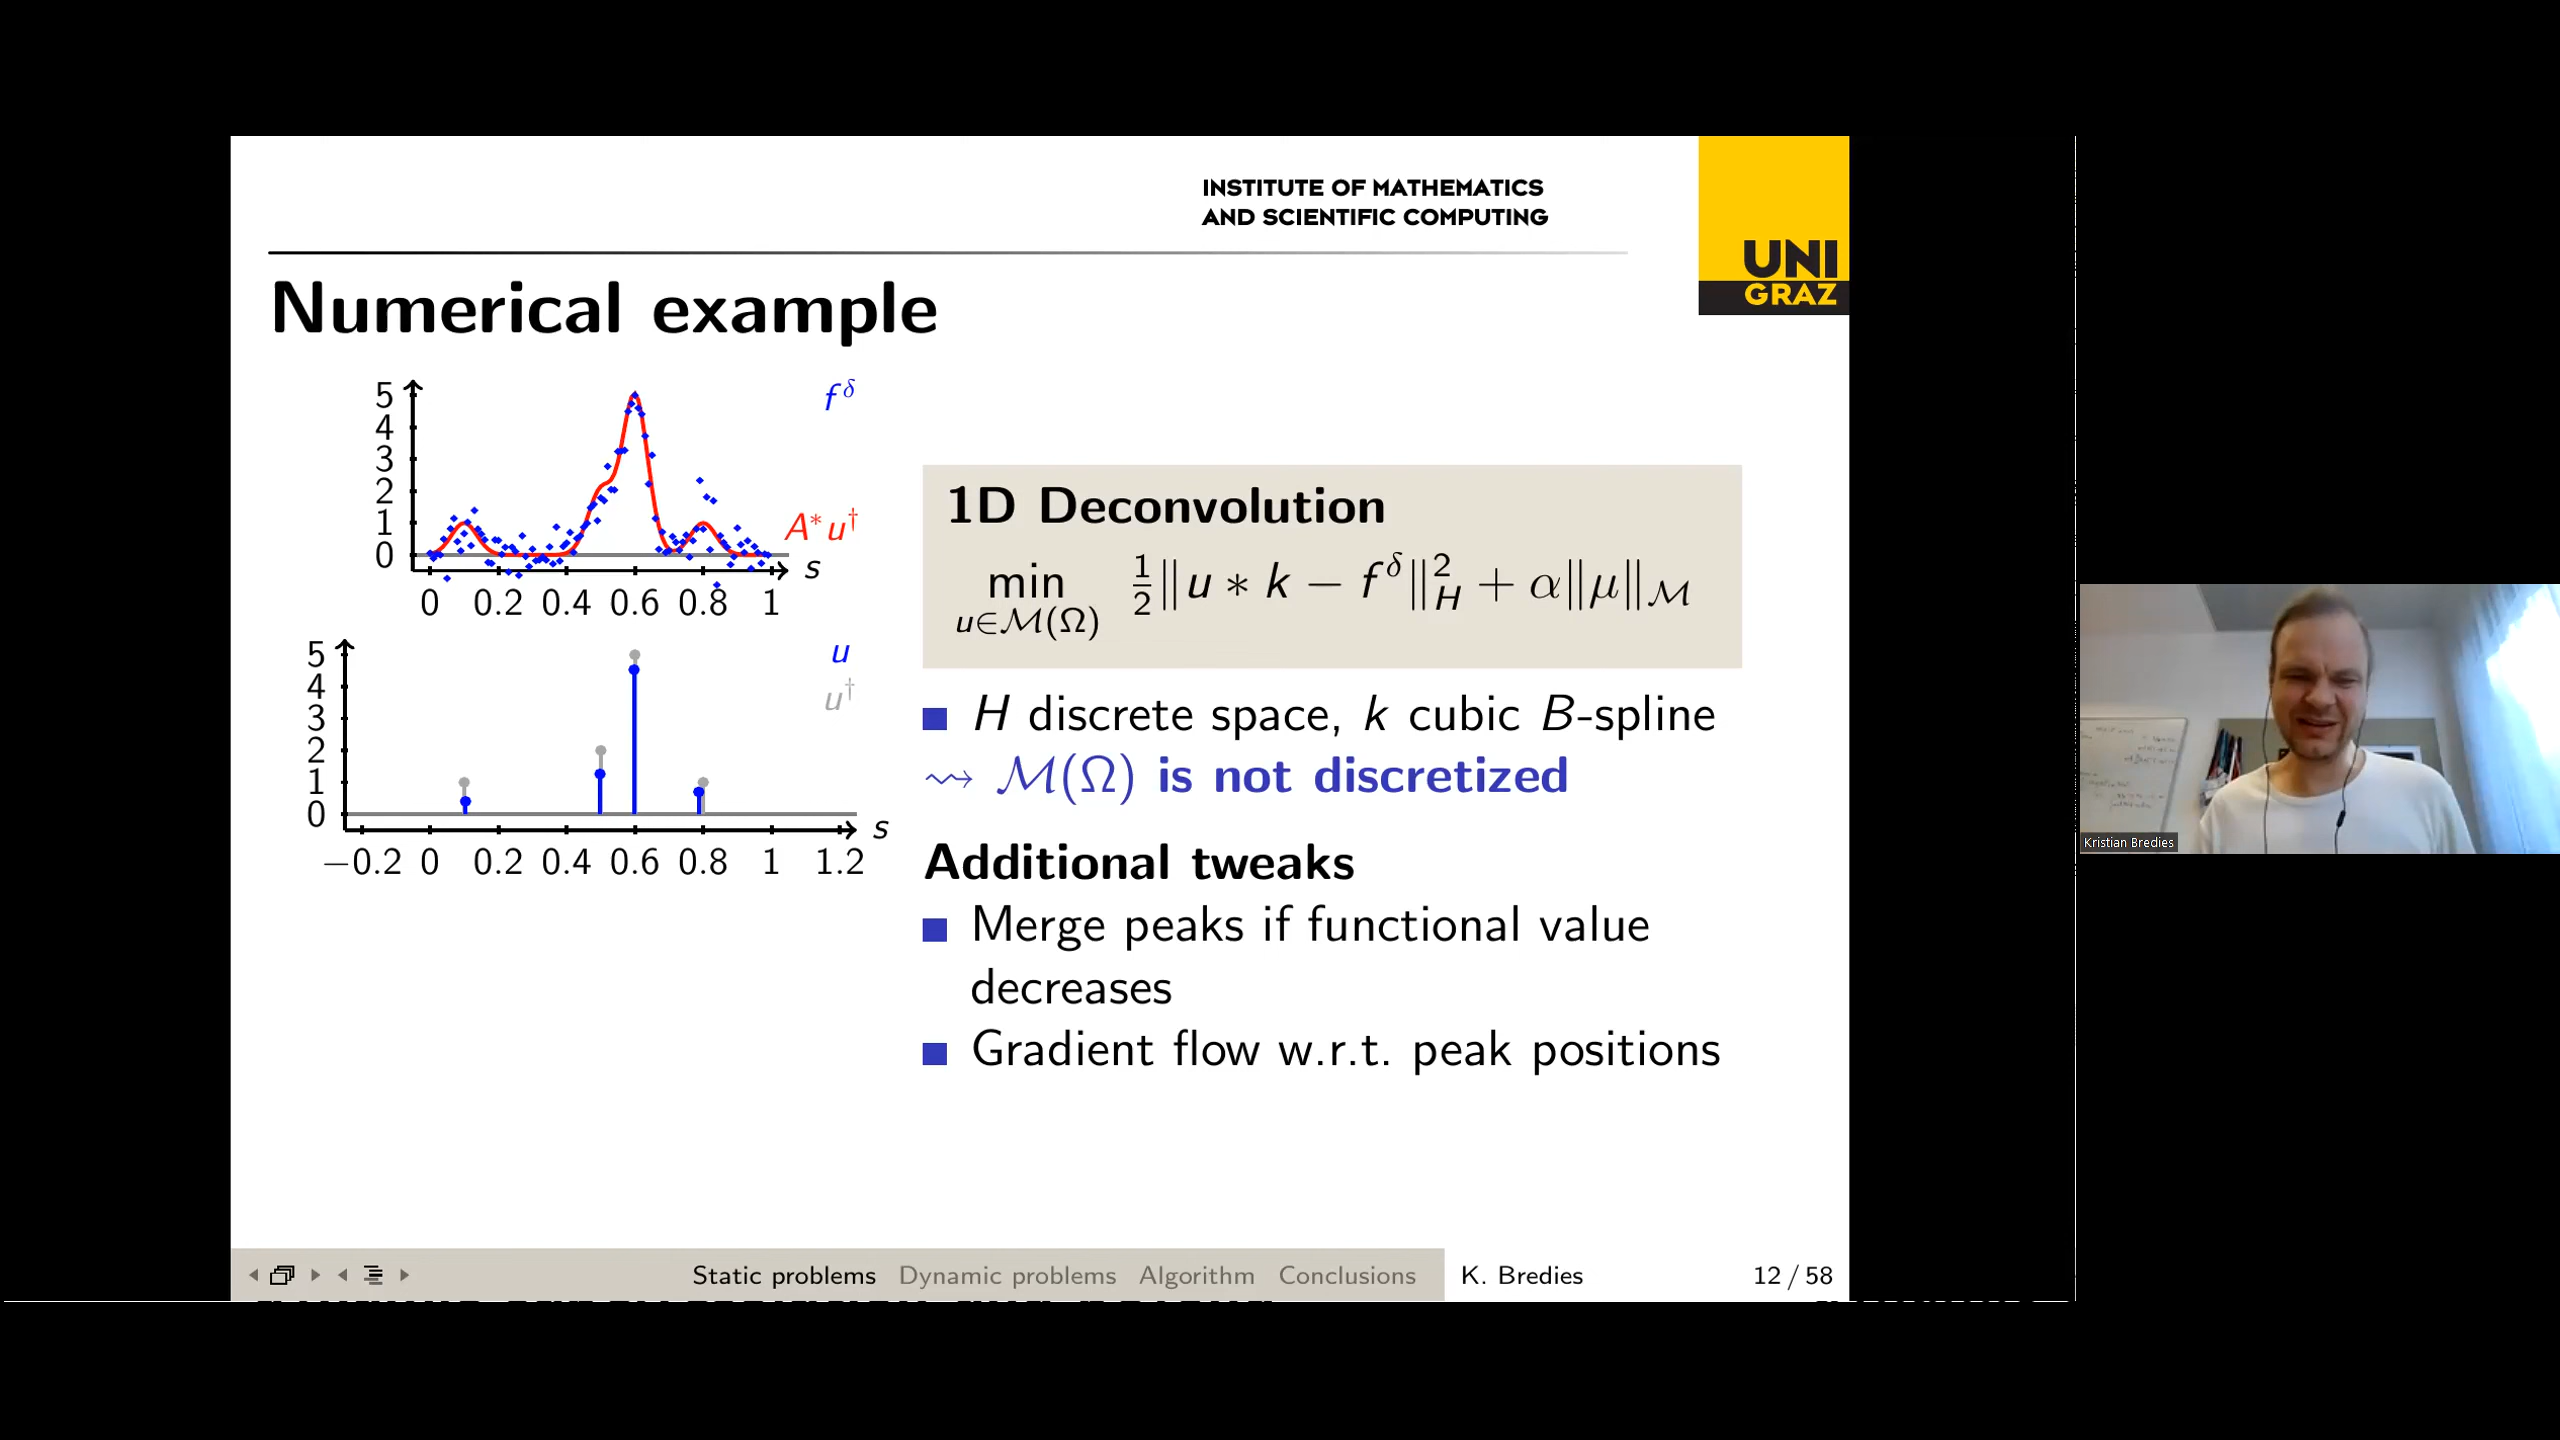 INSTITUTE OF MATHEMATICS
AND SCIENTIFIC COMPUTING
UNI
GRAZ
Numerical example
5
4
3
2
1
0
f^δ
A*u†
s
0 0.2 0.4 0.6 0.8 1
5
4
3
2
1
0
u
u†
s
−0.2 0 0.2 0.4 0.6 0.8 1 1.2
1D Deconvolution
min 1/2‖u ∗ k − f^δ‖²_H + α‖μ‖_ℳ
u∈ℳ(Ω)
H discrete space, k cubic B-spline
⇝ ℳ(Ω) is not discretized
Additional tweaks
Merge peaks if functional value
decreases
Gradient flow w.r.t. peak positions
Static problems Dynamic problems Algorithm Conclusions K. Bredies 12 / 58
Kristian Bredies